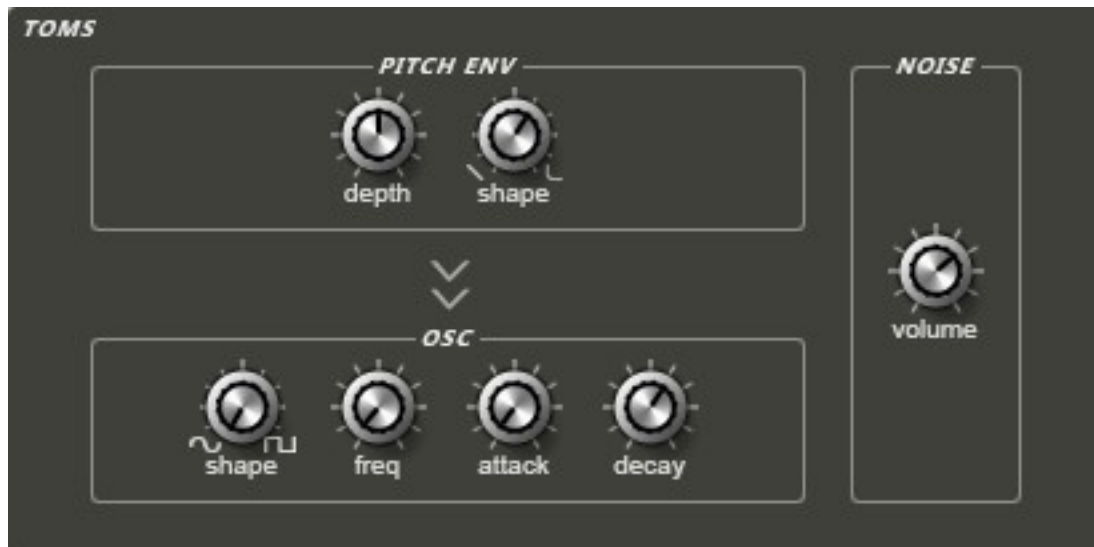 TOMS
PITCH ENV
NOISE
depth
shape
volume
OSC
shape
freq
attack
decay